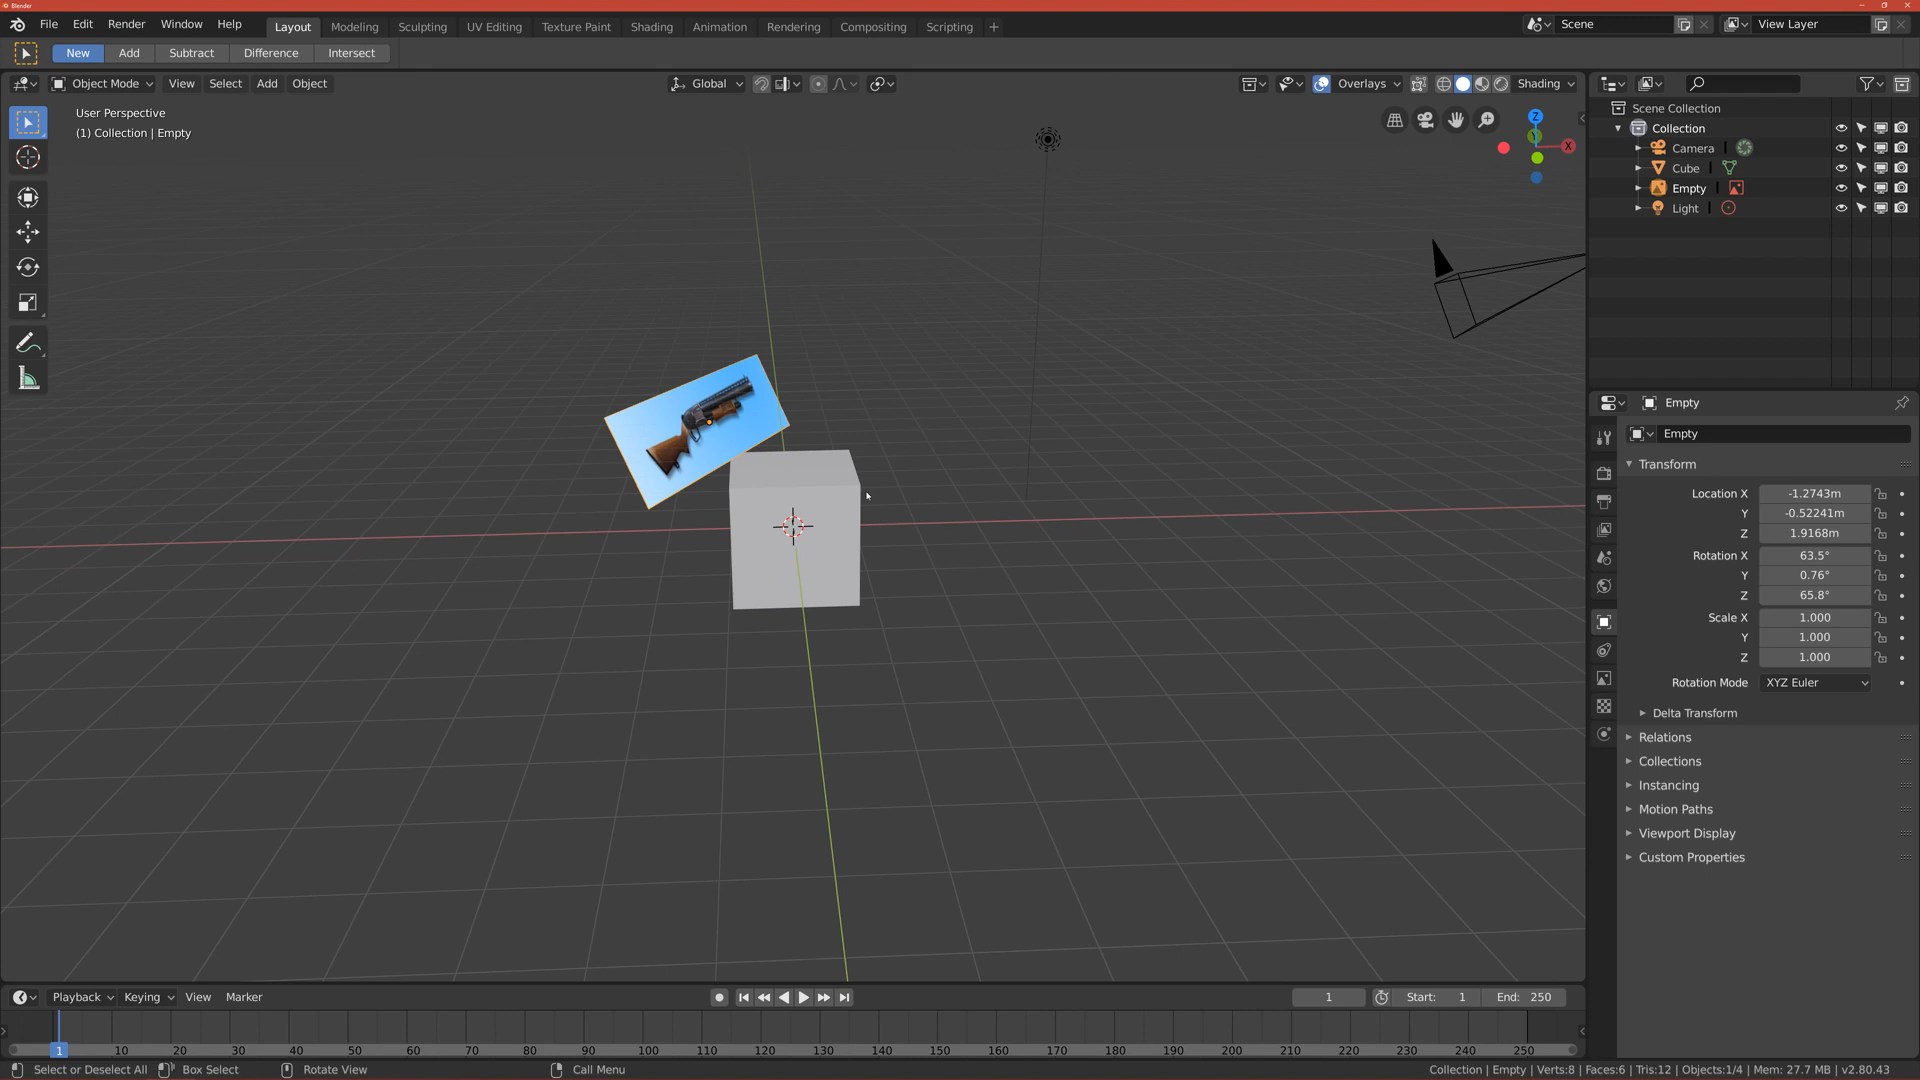 Blender
File Edit Render Window Help Layout Modeling Sculpting UV Editing Texture Paint Shading Animation Rendering Compositing Scripting + Scene View Layer
New Add Subtract Difference Intersect
Object Mode View Select Add Object Global Overlays Shading
User Perspective
(1) Collection | Empty
Z
Y
X
Scene Collection
Collection
Camera
Cube
Empty
Light
Empty
Empty
Transform
Location X -1.2743m
Y -0.52241m
Z 1.9168m
Rotation X 63.5°
Y 0.76°
Z 65.8°
Scale X 1.000
Y 1.000
Z 1.000
Rotation Mode XYZ Euler
Delta Transform
Relations
Collections
Instancing
Motion Paths
Viewport Display
Custom Properties
Playback Keying View Marker 1 Start: 1 End: 250
1 10 20 30 40 50 60 70 80 90 100 110 120 130 140 150 160 170 180 190 200 210 220 230 240 250
Select or Deselect All Box Select Rotate View Call Menu Collection | Empty | Verts:8 | Faces:6 | Tris:12 | Objects:1/4 | Mem: 27.7 MB | v2.80.43